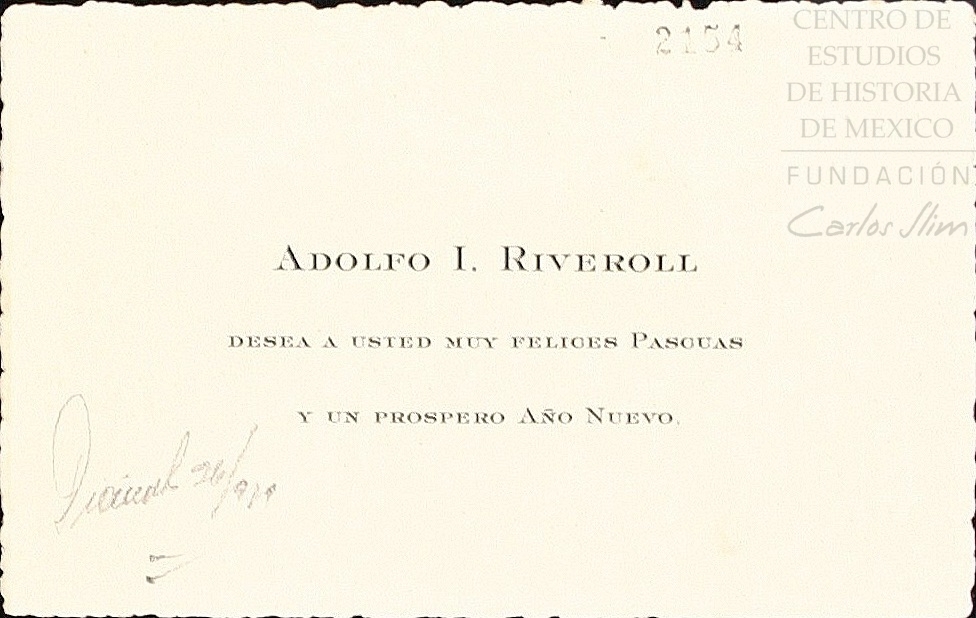 2154
CENTRO DE
ESTUDIOS
DE HISTORIA
DE MEXICO
FUNDACIÓN
Carlos Slim
ADOLFO I. RIVEROLL
DESEA A USTED MUY FELICES PASCUAS
Y UN PROSPERO AÑO NUEVO.